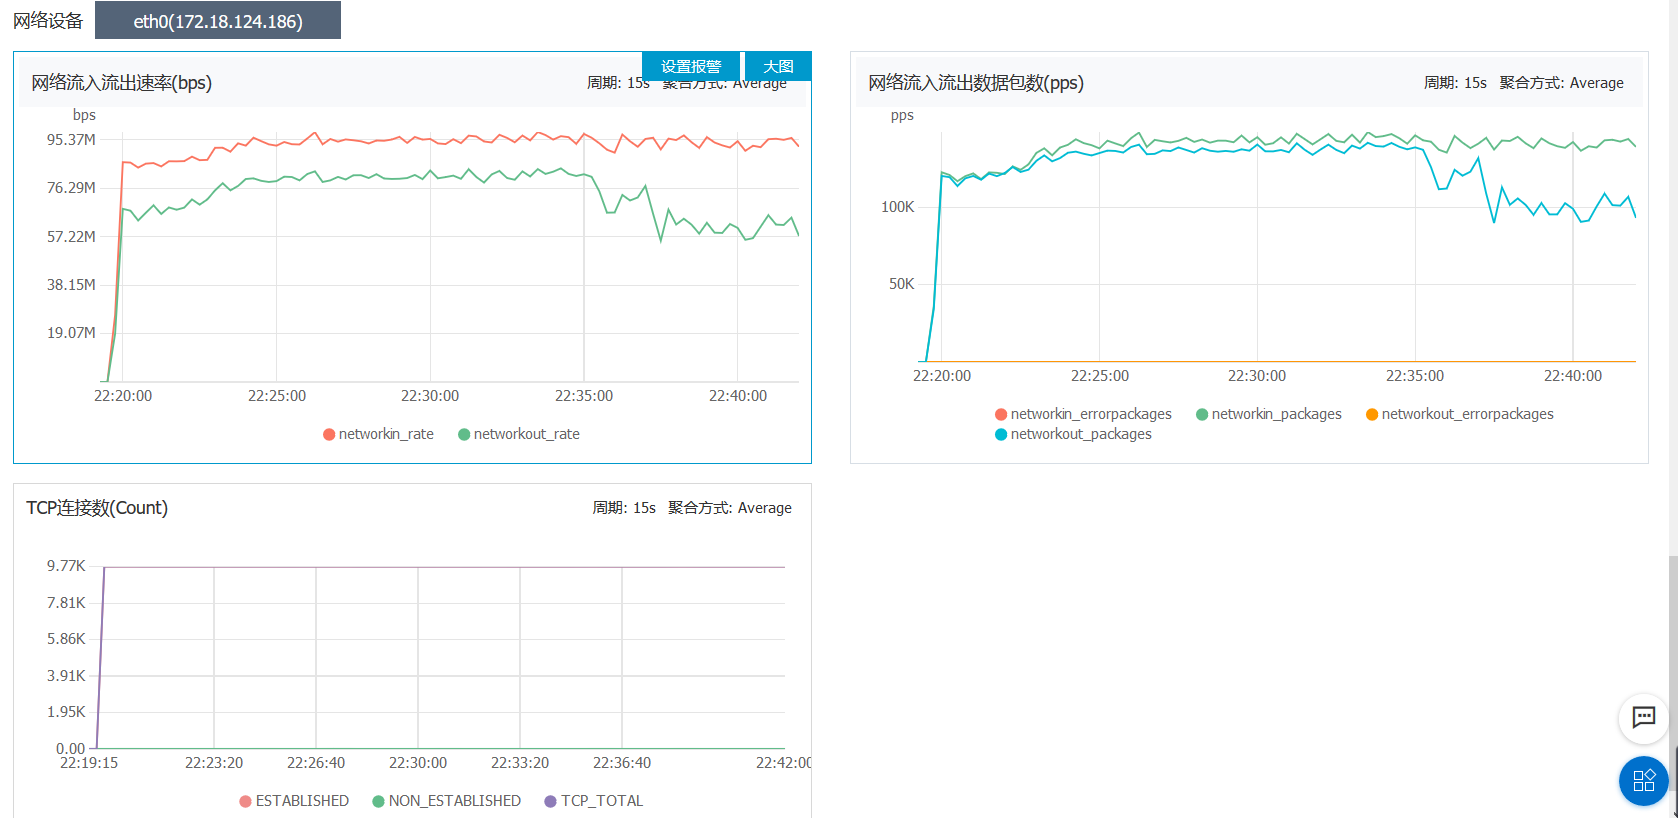 网络设备 eth0(172.18.124.186)
网络流入流出速率(bps) 周期: 15s 聚合方式: Average
设置报警 大图
bps
95.37M
76.29M
57.22M
38.15M
19.07M
22:20:00 22:25:00 22:30:00 22:35:00 22:40:00
networkin_rate networkout_rate
网络流入流出数据包数(pps) 周期: 15s 聚合方式: Average
pps
100K
50K
22:20:00 22:25:00 22:30:00 22:35:00 22:40:00
networkin_errorpackages networkin_packages networkout_errorpackages
networkout_packages
TCP连接数(Count) 周期: 15s 聚合方式: Average
9.77K
7.81K
5.86K
3.91K
1.95K
0.00
22:19:15 22:23:20 22:26:40 22:30:00 22:33:20 22:36:40 22:42:00
ESTABLISHED NON_ESTABLISHED TCP_TOTAL